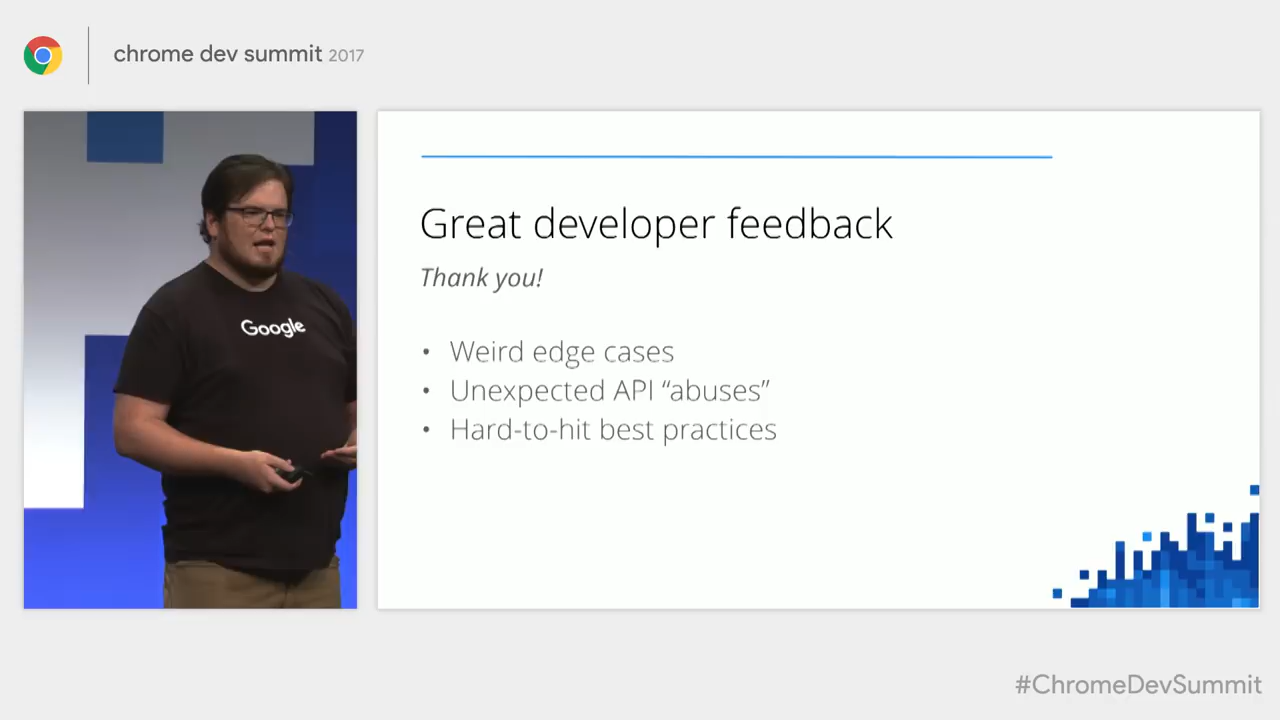 chrome dev summit 2017
Google
Great developer feedback
Thank you!
• Weird edge cases
• Unexpected API “abuses”
• Hard-to-hit best practices
#ChromeDevSummit